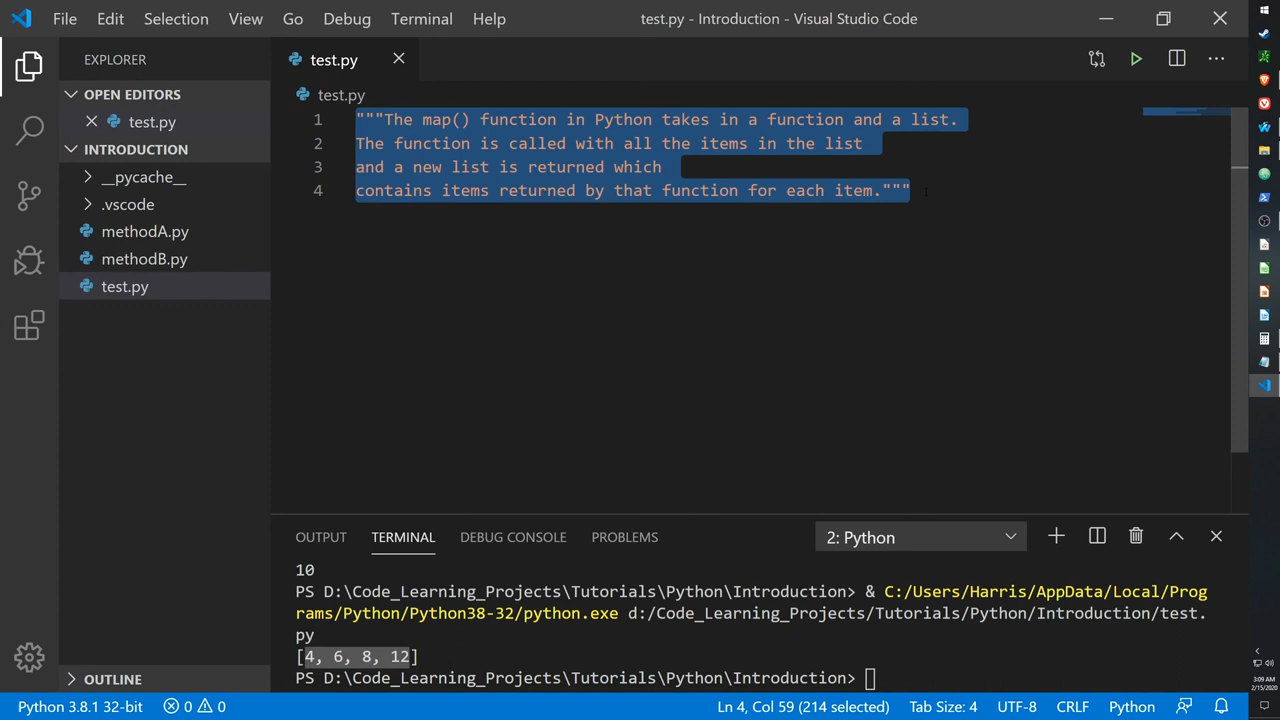 File Edit Selection View Go Debug Terminal Help test.py - Introduction - Visual Studio Code
EXPLORER
OPEN EDITORS
test.py
INTRODUCTION
__pycache__
.vscode
methodA.py
methodB.py
test.py
OUTLINE
test.py
test.py
1 """The map() function in Python takes in a function and a list.
2 The function is called with all the items in the list
3 and a new list is returned which
4 contains items returned by that function for each item."""
OUTPUT TERMINAL DEBUG CONSOLE PROBLEMS 2: Python
10
PS D:\Code_Learning_Projects\Tutorials\Python\Introduction> & C:/Users/Harris/AppData/Local/Prog
rams/Python/Python38-32/python.exe d:/Code_Learning_Projects/Tutorials/Python/Introduction/test.
py
[4, 6, 8, 12]
PS D:\Code_Learning_Projects\Tutorials\Python\Introduction>
Python 3.8.1 32-bit 0 0 Ln 4, Col 59 (214 selected) Tab Size: 4 UTF-8 CRLF Python
3:09 AM
2/15/2020